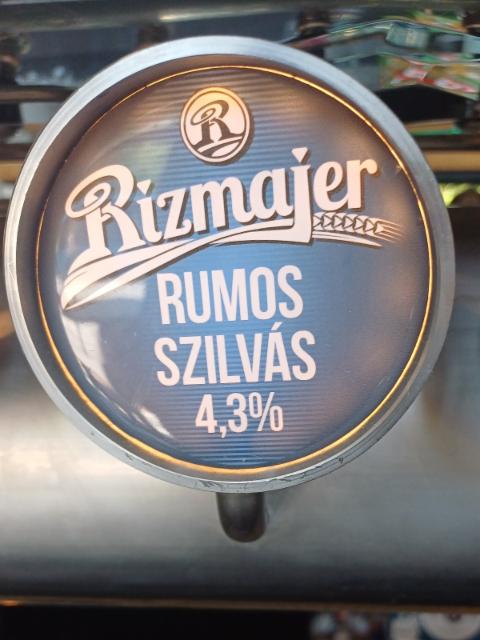 R
Rizmajer
RUMOS
SZILVÁS
4,3%